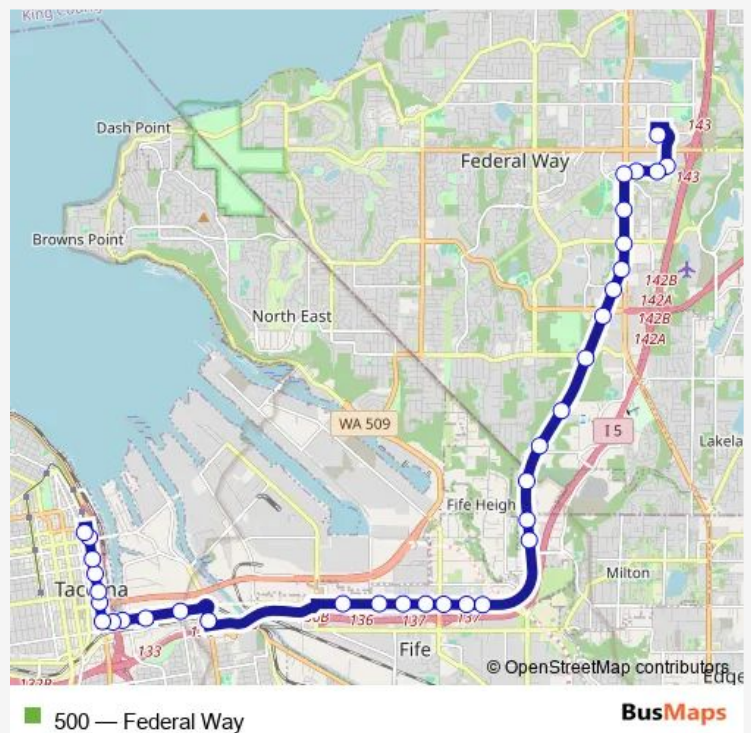 King County
Dash Point
143
Federal Way
143
Browns Point
142B
142A
142B
142A
North East
WA 509
I 5
Lakela
Fife Heigh
Milton
Tacoma
136
137
137
133
Fife
© OpenStreetMap contributors
Edge
500 — Federal Way
BusMaps